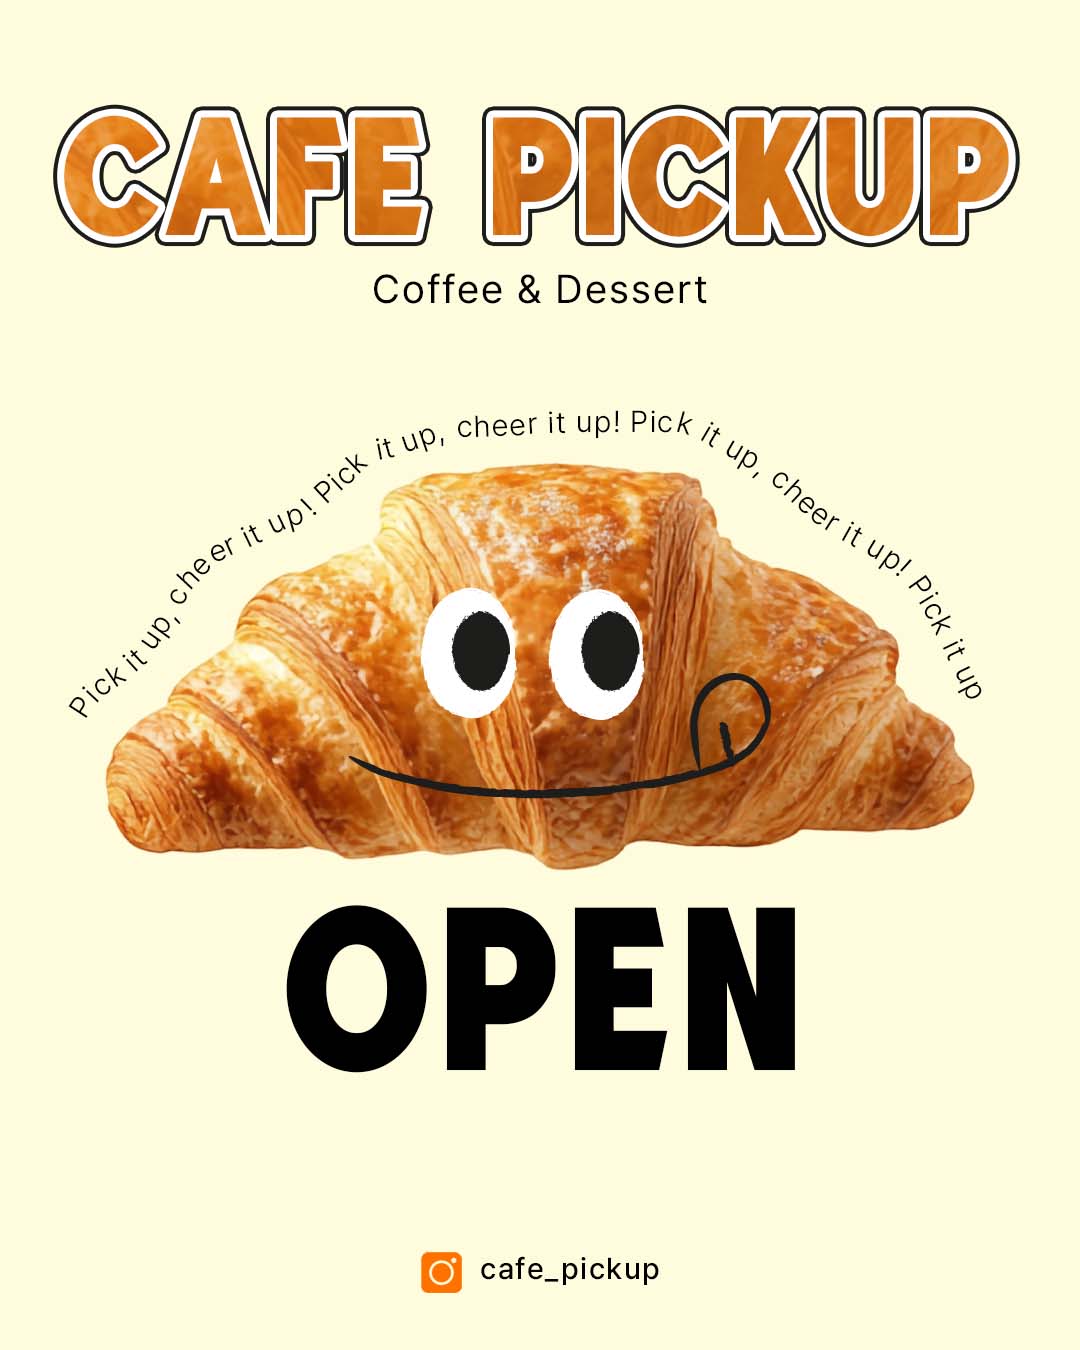 CAFE PICKUP
Coffee & Dessert
Pick it up, cheer it up! Pick it up, cheer it up! Pick it up, cheer it up! Pick it up
OPEN
cafe_pickup